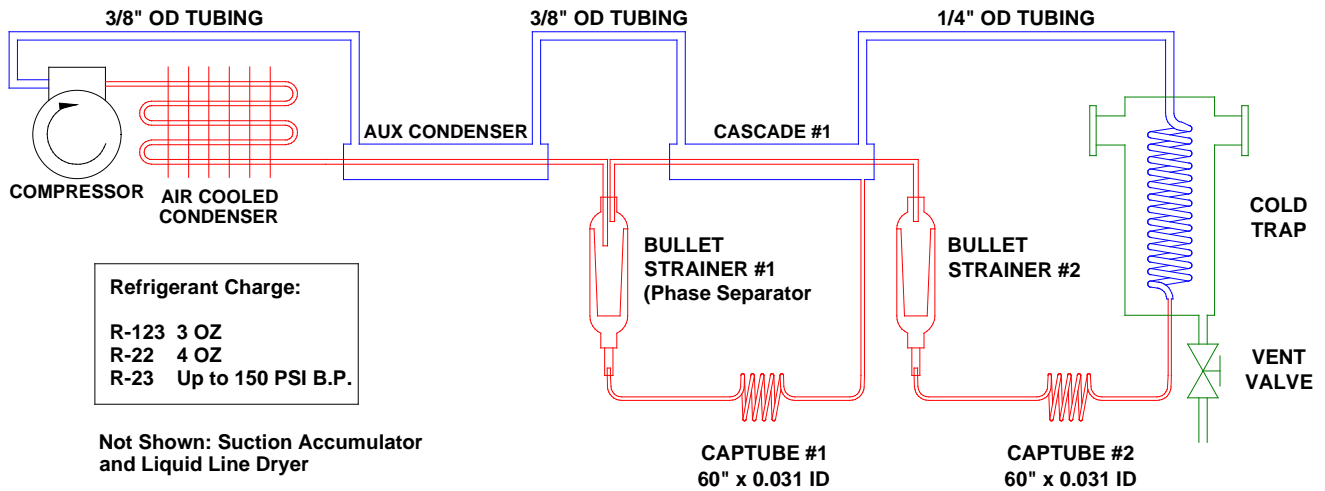 3/8" OD TUBING
3/8" OD TUBING
1/4" OD TUBING
AUX CONDENSER
CASCADE #1
COMPRESSOR
AIR COOLED
CONDENSER
COLD
TRAP
BULLET
STRAINER #1
(Phase Separator
BULLET
STRAINER #2
Refrigerant Charge:
R-123 3 OZ
R-22 4 OZ
R-23 Up to 150 PSI B.P.
VENT
VALVE
Not Shown: Suction Accumulator
and Liquid Line Dryer
CAPTUBE #1
60" x 0.031 ID
CAPTUBE #2
60" x 0.031 ID